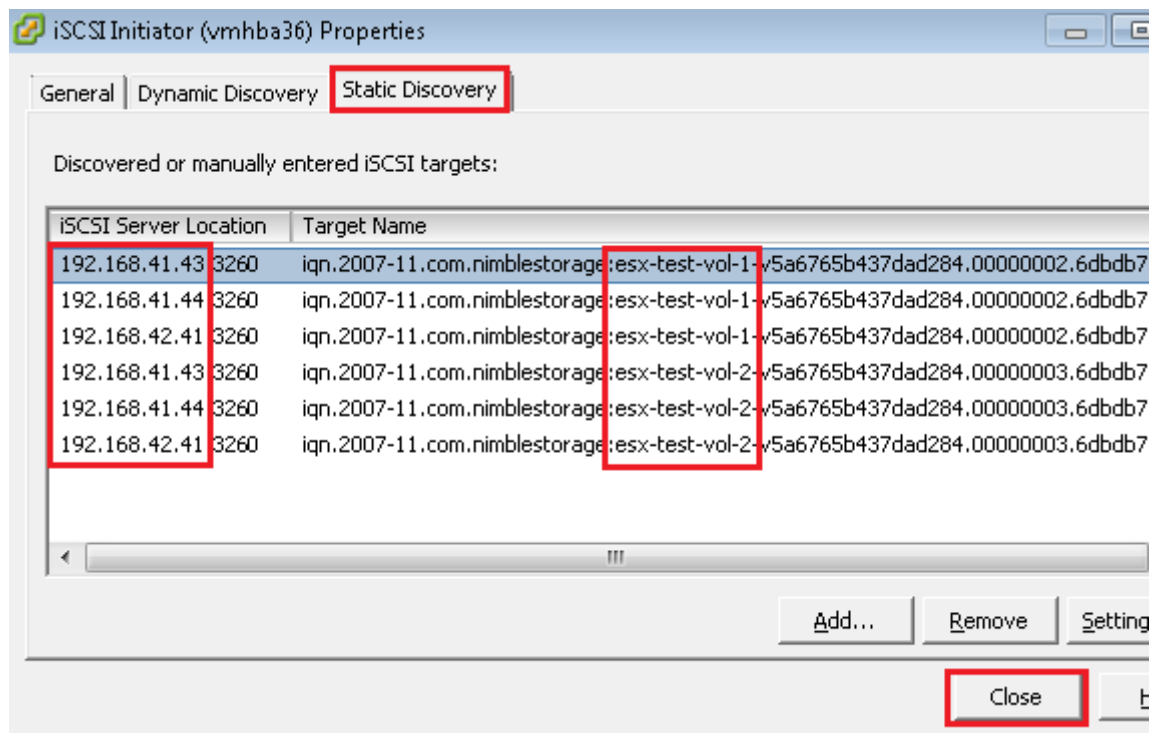 iSCSI Initiator (vmhba36) Properties
General Dynamic Discovery Static Discovery
Discovered or manually entered iSCSI targets:
iSCSI Server Location Target Name
192.168.41.43:3260 iqn.2007-11.com.nimblestorage:esx-test-vol-1-v5a6765b437dad284.00000002.6dbdb7
192.168.41.44:3260 iqn.2007-11.com.nimblestorage:esx-test-vol-1-v5a6765b437dad284.00000002.6dbdb7
192.168.42.41:3260 iqn.2007-11.com.nimblestorage:esx-test-vol-1-v5a6765b437dad284.00000002.6dbdb7
192.168.41.43:3260 iqn.2007-11.com.nimblestorage:esx-test-vol-2-v5a6765b437dad284.00000003.6dbdb7
192.168.41.44:3260 iqn.2007-11.com.nimblestorage:esx-test-vol-2-v5a6765b437dad284.00000003.6dbdb7
192.168.42.41:3260 iqn.2007-11.com.nimblestorage:esx-test-vol-2-v5a6765b437dad284.00000003.6dbdb7
Add... Remove Setting
Close